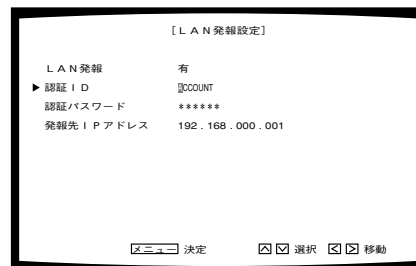 [ＬＡＮ発報設定]
ＬＡＮ発報 有
▶認証ＩＤ ACCOUNT
認証パスワード ******
発報先ＩＰアドレス 192.168.000.001
メニュー 決定 ∧ ∨ 選択 < > 移動